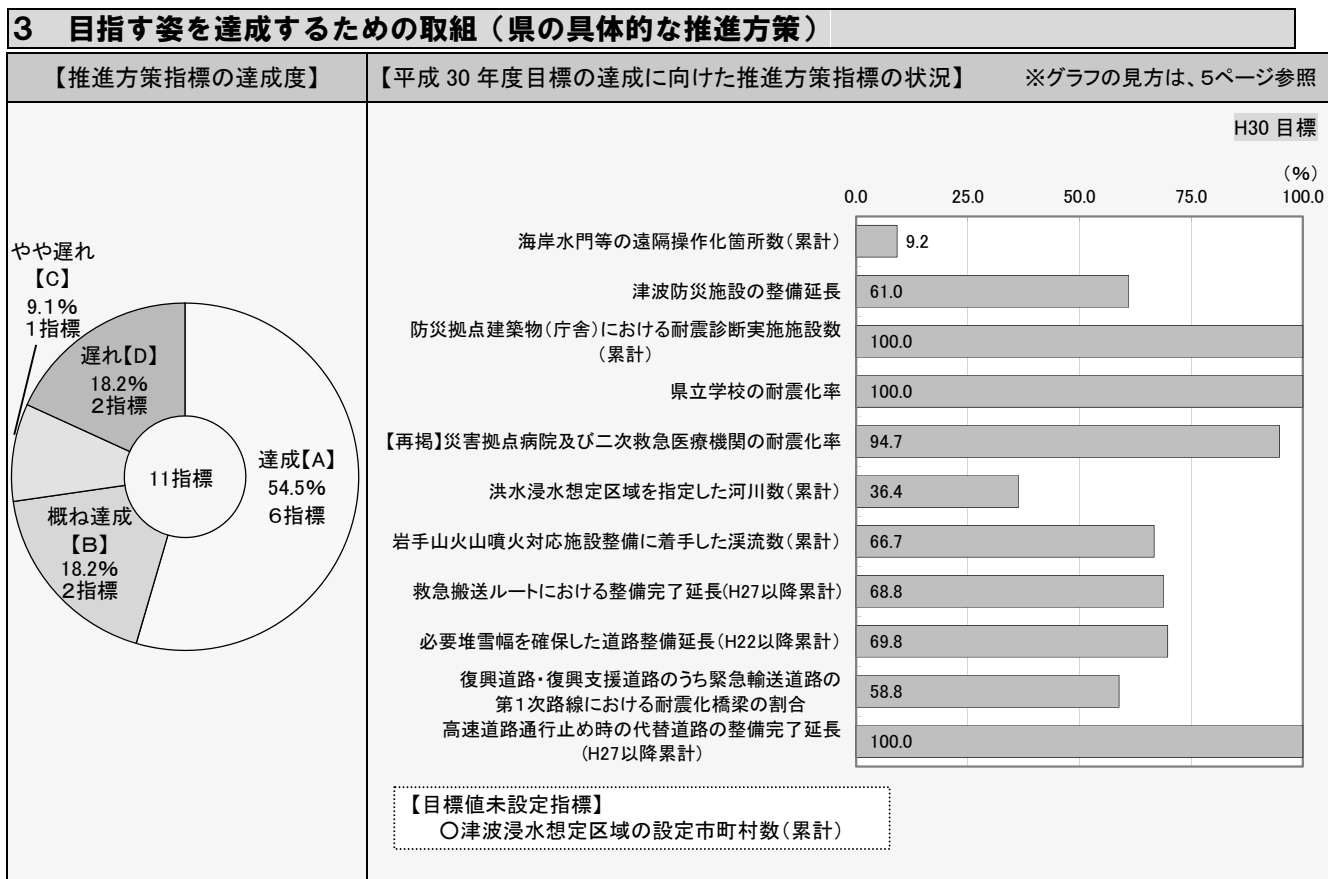 ３　目指す姿を達成するための取組（県の具体的な推進方策）
【推進方策指標の達成度】
【平成 30 年度目標の達成に向けた推進方策指標の状況】　※グラフの見方は、５ページ参照
やや遅れ
【C】
9.1%
１指標
遅れ【D】
18.2%
２指標
達成【A】
54.5%
６指標
11指標
概ね達成
【B】
18.2%
２指標
H30 目標
（%）
0.0 25.0 50.0 75.0 100.0
海岸水門等の遠隔操作化箇所数（累計） 9.2
津波防災施設の整備延長 61.0
防災拠点建築物（庁舎）における耐震診断実施施設数
（累計） 100.0
県立学校の耐震化率 100.0
【再掲】災害拠点病院及び二次救急医療機関の耐震化率 94.7
洪水浸水想定区域を指定した河川数（累計） 36.4
岩手山火山噴火対応施設整備に着手した渓流数（累計） 66.7
救急搬送ルートにおける整備完了延長(H27以降累計) 68.8
必要堆雪幅を確保した道路整備延長(H22以降累計) 69.8
復興道路・復興支援道路のうち緊急輸送道路の
第１次路線における耐震化橋梁の割合 58.8
高速道路通行止め時の代替道路の整備完了延長
(H27以降累計) 100.0
【目標値未設定指標】
○津波浸水想定区域の設定市町村数（累計）